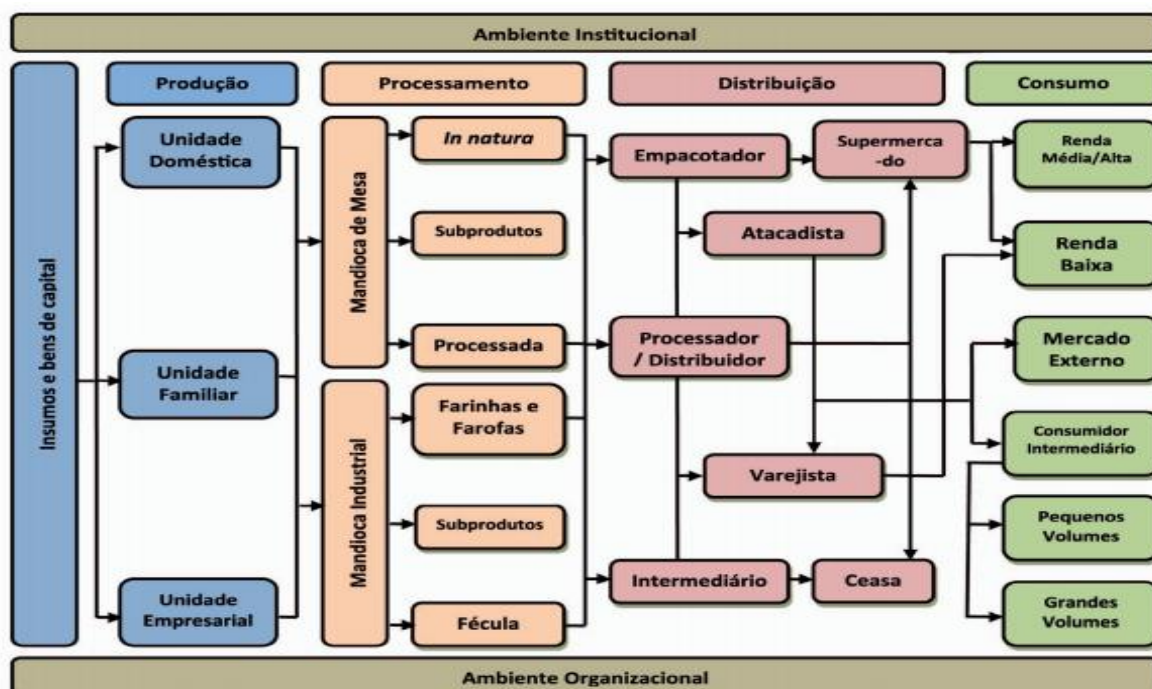 Ambiente Institucional
Insumos e bens de capital
Produção
Unidade
Doméstica
Unidade
Familiar
Unidade
Empresarial
Processamento
Mandioca de Mesa
In natura
Subprodutos
Processada
Mandioca Industrial
Farinhas e
Farofas
Subprodutos
Fécula
Distribuição
Empacotador
Supermerca
-do
Atacadista
Processador
/ Distribuidor
Varejista
Intermediário
Ceasa
Consumo
Renda
Média/Alta
Renda
Baixa
Mercado
Externo
Consumidor
Intermediário
Pequenos
Volumes
Grandes
Volumes
Ambiente Organizacional